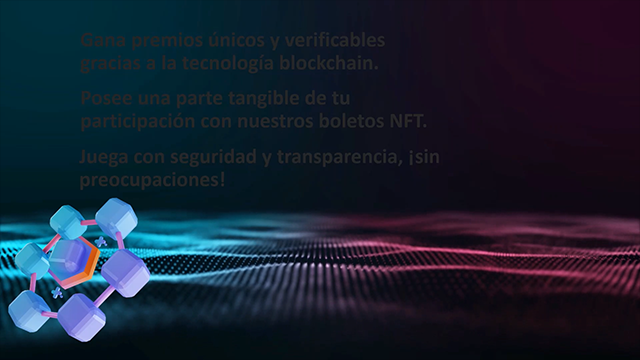 Gana premios únicos y verificables
gracias a la tecnología blockchain.
Posee una parte tangible de tu
participación con nuestros boletos NFT.
Juega con seguridad y transparencia, ¡sin
preocupaciones!